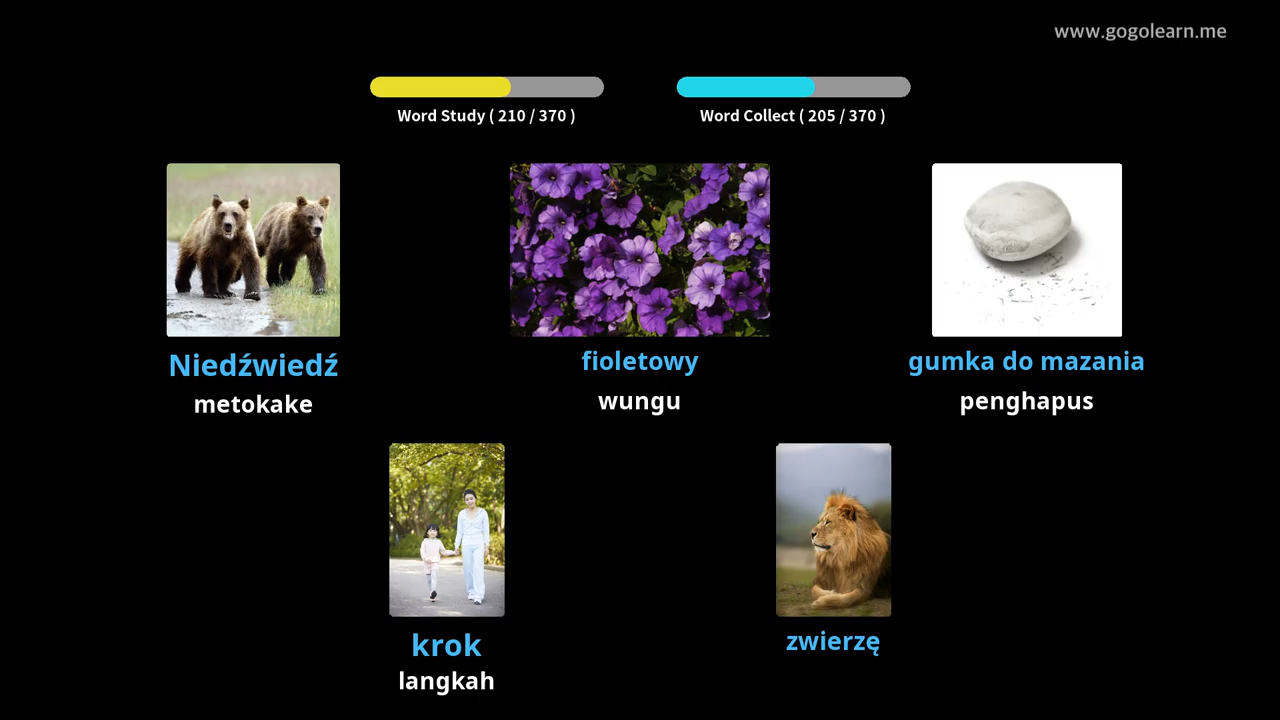 www.gogolearn.me
Word Study ( 210 / 370 )
Word Collect ( 205 / 370 )
Niedźwiedź
metokake
fioletowy
wungu
gumka do mazania
penghapus
krok
langkah
zwierzę